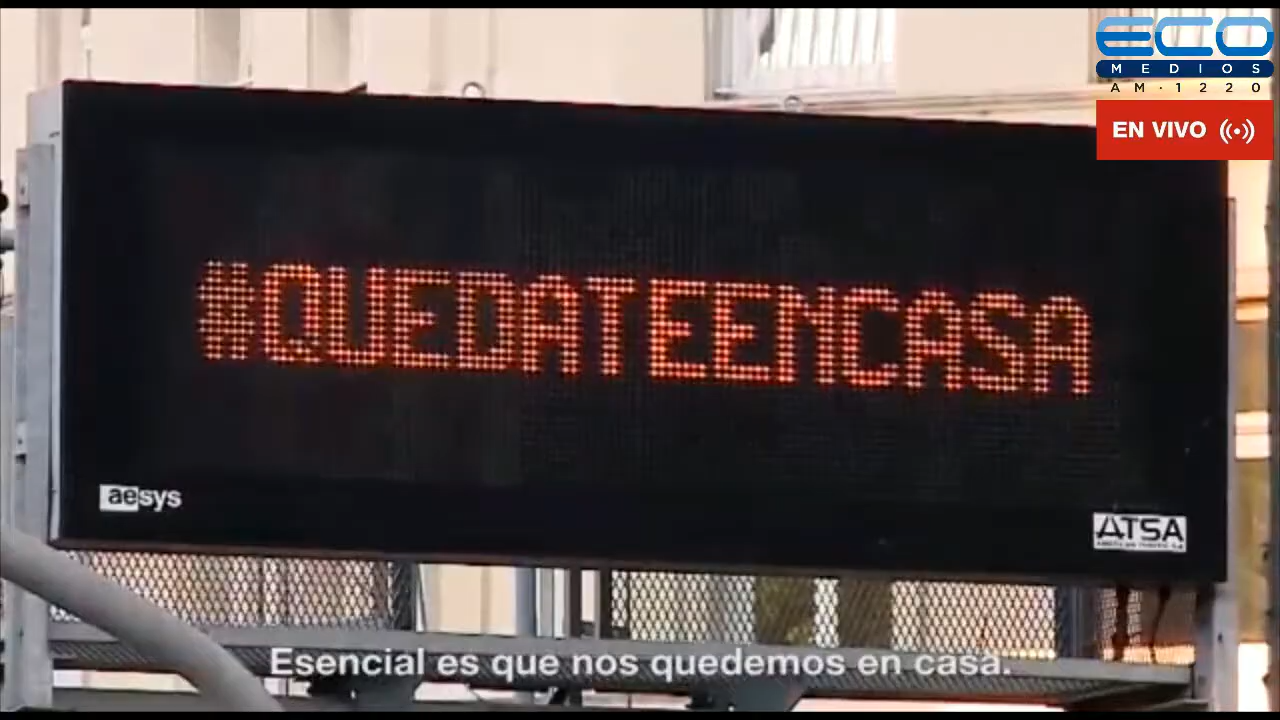 ECO
MEDIOS
AM·1220
EN VIVO
#QUEDATEENCASA
aesys
ATSA
Esencial es que nos quedemos en casa.